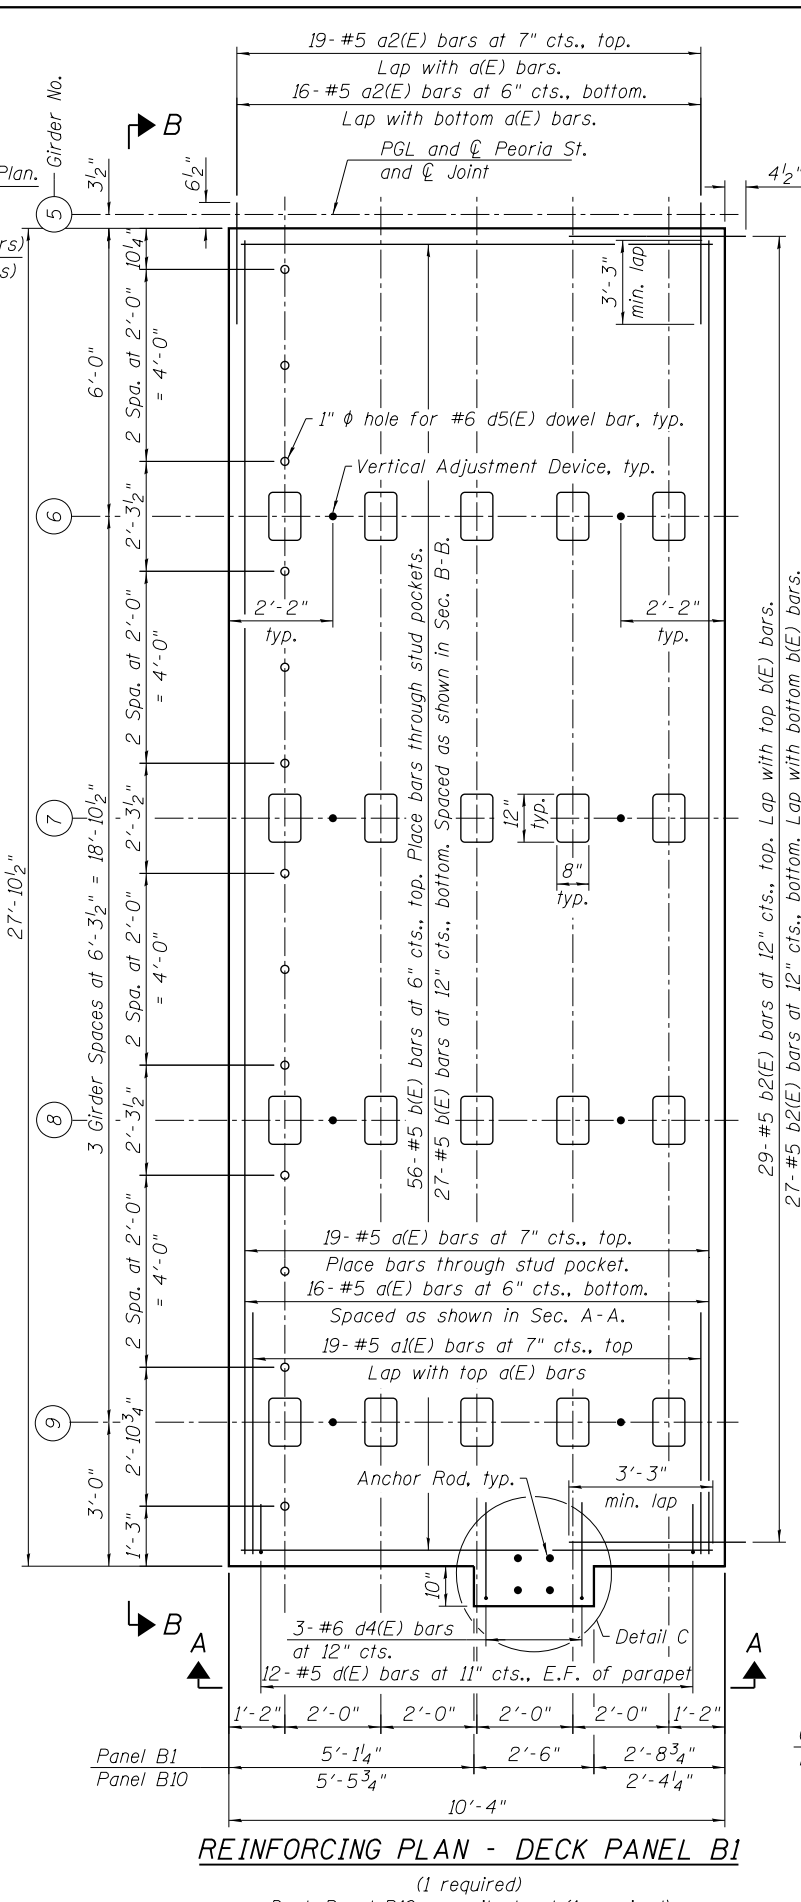 19-#5 a2(E) bars at 7" cts., top.
Lap with a(E) bars.
16-#5 a2(E) bars at 6" cts., bottom.
Lap with bottom a(E) bars.
B
PGL and ℄ Peoria St.
and ℄ Joint
Girder No.
Plan.
3½"
6½"
4½"
5
10¼"
3'-3"
min. lap
6'-0"
2 Spa. at 2'-0"
= 4'-0"
1" ϕ hole for #6 d5(E) dowel bar, typ.
Vertical Adjustment Device, typ.
6
2'-3½"
2'-2"
typ.
2'-2"
typ.
2 Spa. at 2'-0"
= 4'-0"
56-#5 b(E) bars at 6" cts., top. Place bars through stud pockets.
27-#5 b(E) bars at 12" cts., bottom. Spaced as shown in Sec. B-B.
29-#5 b2(E) bars at 12" cts., top. Lap with top b(E) bars.
27-#5 b2(E) bars at 12" cts., bottom. Lap with bottom b(E) bars.
7
2'-3½"
12"
typ.
8"
typ.
27'-10½"
3 Girder Spaces at 6'-3½" = 18'-10½"
2 Spa. at 2'-0"
= 4'-0"
8
2'-3½"
2 Spa. at 2'-0"
= 4'-0"
19-#5 a(E) bars at 7" cts., top.
Place bars through stud pocket.
16-#5 a(E) bars at 6" cts., bottom.
Spaced as shown in Sec. A-A.
19-#5 a1(E) bars at 7" cts., top
Lap with top a(E) bars
9
2'-10¾"
3'-0"
1'-3"
Anchor Rod, typ.
3'-3"
min. lap
10"
B
3-#6 d4(E) bars
at 12" cts.
Detail C
A
A
12-#5 d(E) bars at 11" cts., E.F. of parapet
1'-2" 2'-0" 2'-0" 2'-0" 2'-0" 1'-2"
Panel B1 5'-1¼" 2'-6" 2'-8¾"
Panel B10 5'-5¾" 2'-4¼"
10'-4"
REINFORCING PLAN - DECK PANEL B1
(1 required)